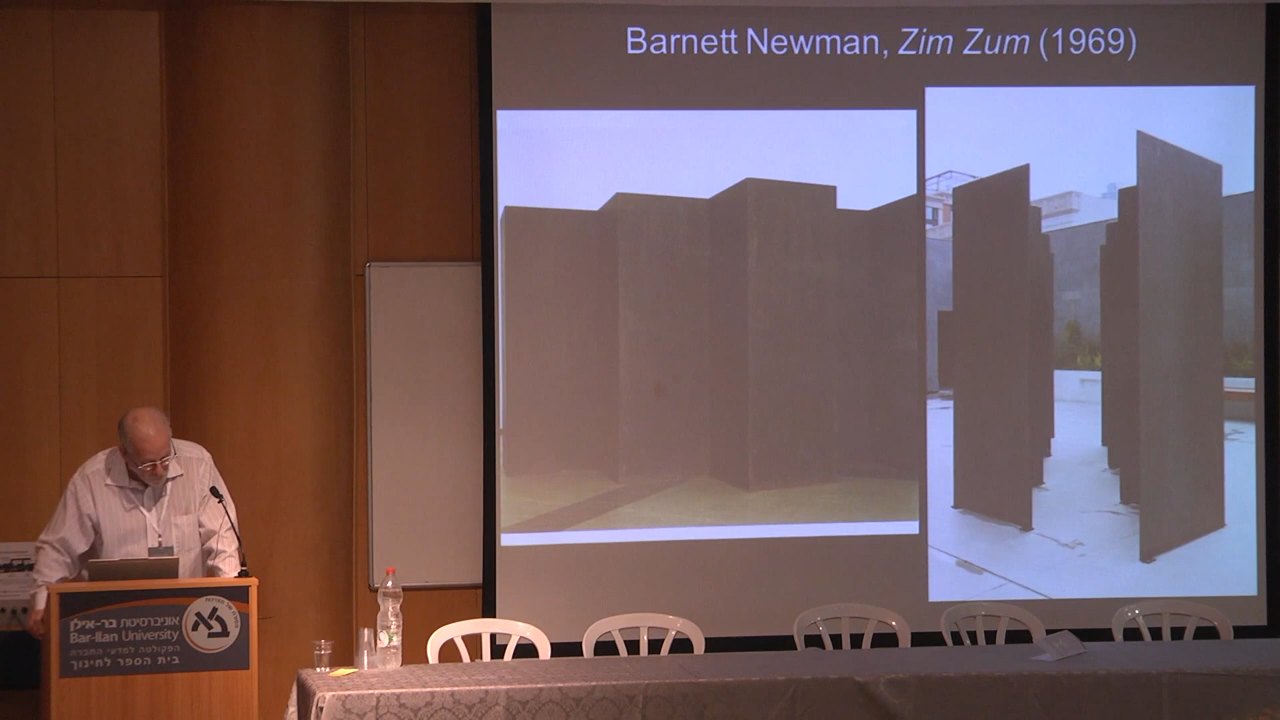 Barnett Newman, Zim Zum (1969)
אוניברסיטת בר-אילן
Bar-Ilan University
הפקולטה למדעי החברה
בית הספר לחינוך